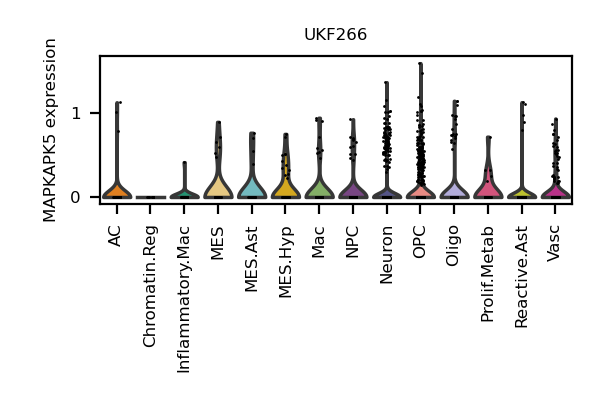 UKF266
MAPKAPK5 expression
1
0
AC
Chromatin.Reg
Inflammatory.Mac
MES
MES.Ast
MES.Hyp
Mac
NPC
Neuron
OPC
Oligo
Prolif.Metab
Reactive.Ast
Vasc